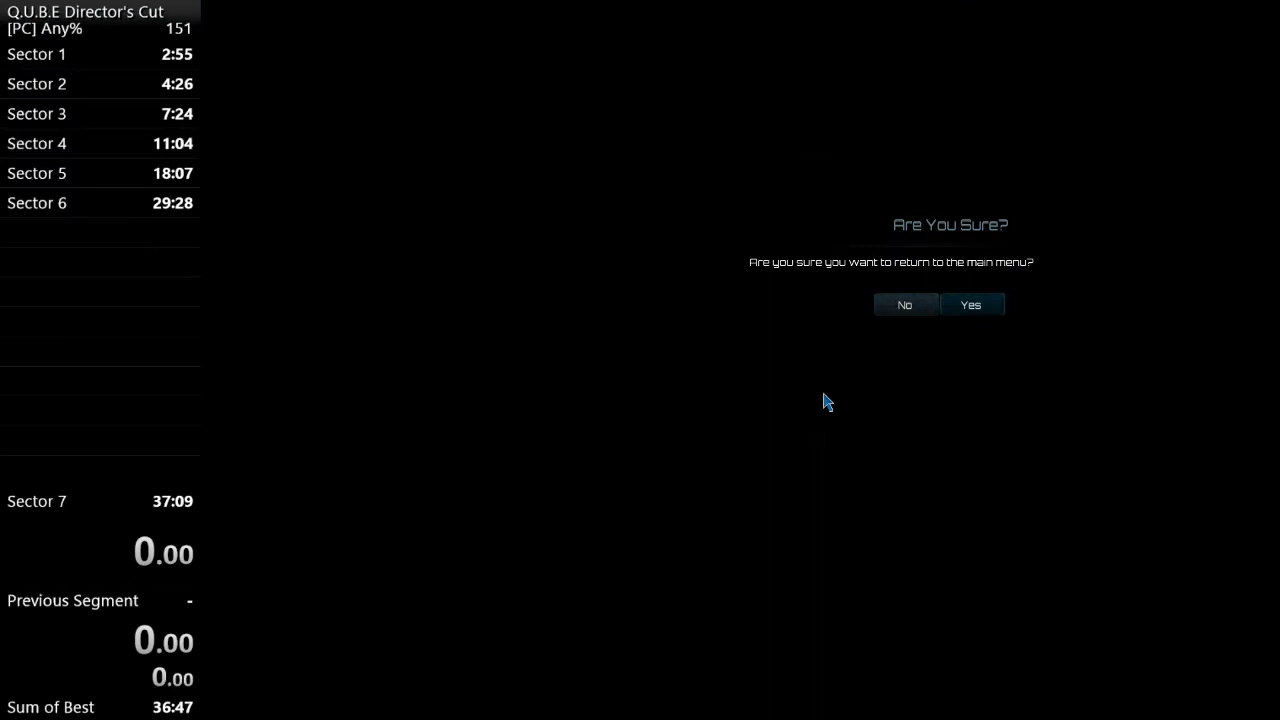 Q.U.B.E Director's Cut
[PC] Any% 151
Sector 1 2:55
Sector 2 4:26
Sector 3 7:24
Sector 4 11:04
Sector 5 18:07
Sector 6 29:28
Sector 7 37:09
0.00
Previous Segment -
0.00
0.00
Sum of Best 36:47
Are You Sure?
Are you sure you want to return to the main menu?
No Yes